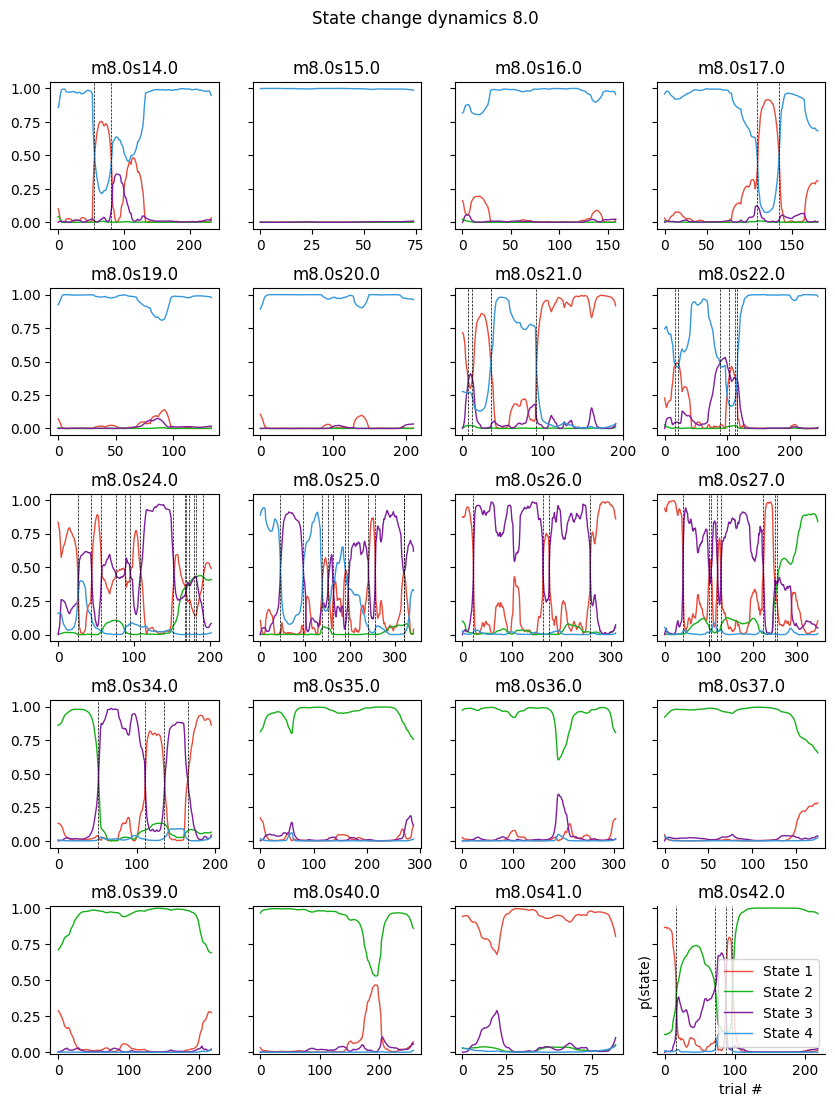 State change dynamics 8.0
m8.0s14.0
m8.0s15.0
m8.0s16.0
m8.0s17.0
1.00
0.75
0.50
0.25
0.00
0 100 200
0 25 50 75
0 50 100 150
0 50 100 150
m8.0s19.0
m8.0s20.0
m8.0s21.0
m8.0s22.0
1.00
0.75
0.50
0.25
0.00
0 50 100
0 100 200
0 100 200
0 100 200
m8.0s24.0
m8.0s25.0
m8.0s26.0
m8.0s27.0
1.00
0.75
0.50
0.25
0.00
0 100 200
0 100 200 300
0 100 200 300
0 100 200 300
m8.0s34.0
m8.0s35.0
m8.0s36.0
m8.0s37.0
1.00
0.75
0.50
0.25
0.00
0 100 200
0 100 200 300
0 100 200 300
0 50 100 150
m8.0s39.0
m8.0s40.0
m8.0s41.0
m8.0s42.0
1.00
0.75
0.50
0.25
0.00
0 100 200
0 100 200
0 25 50 75
0 100 200
p(state)
State 1
State 2
State 3
State 4
trial #